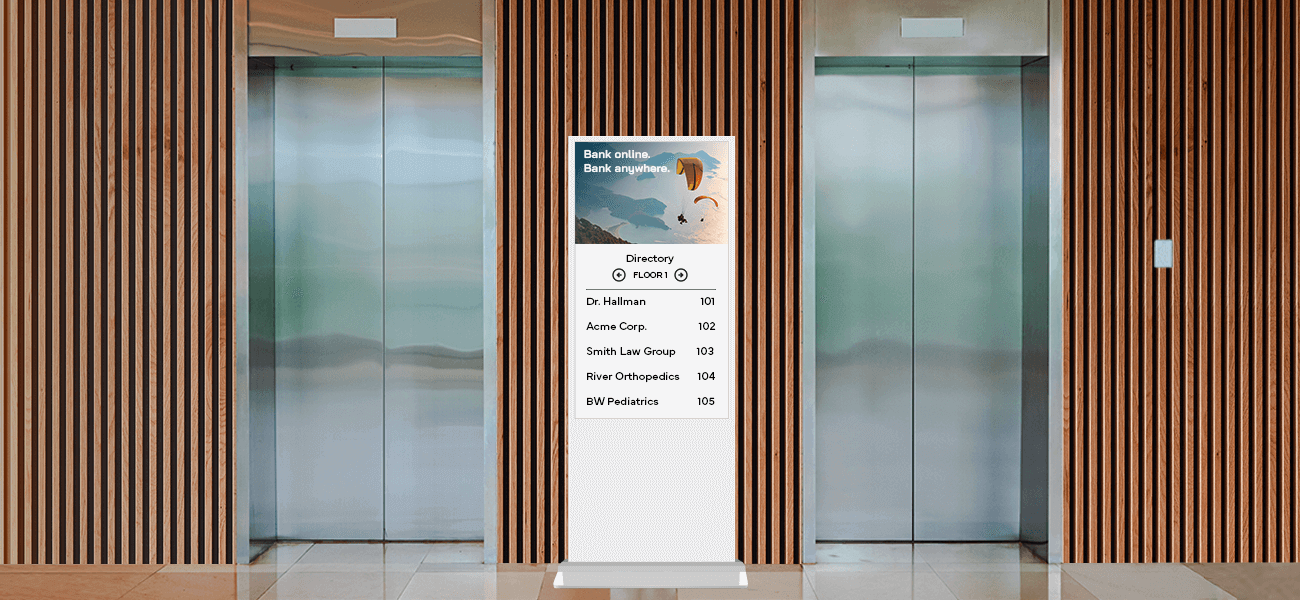 Bank online.
Bank anywhere.
Directory
FLOOR 1
Dr. Hallman 101
Acme Corp. 102
Smith Law Group 103
River Orthopedics 104
BW Pediatrics 105